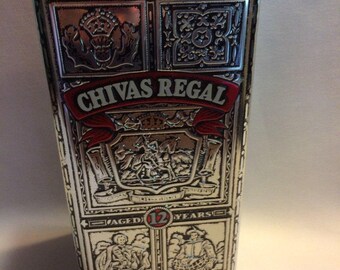 CHIVAS REGAL
AGED 12 YEARS